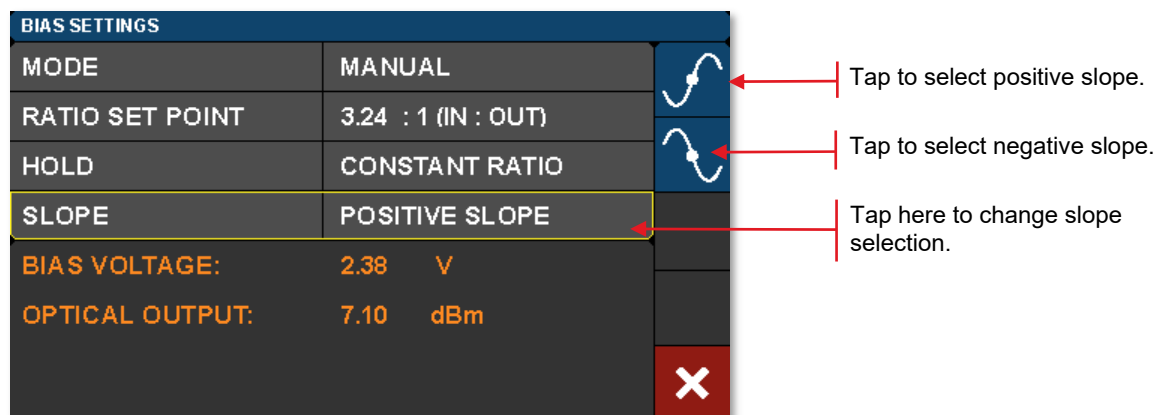 BIAS SETTINGS
MODE MANUAL
RATIO SET POINT 3.24 : 1 (IN : OUT)
HOLD CONSTANT RATIO
SLOPE POSITIVE SLOPE
BIAS VOLTAGE: 2.38 V
OPTICAL OUTPUT: 7.10 dBm
Tap to select positive slope.
Tap to select negative slope.
Tap here to change slope
selection.